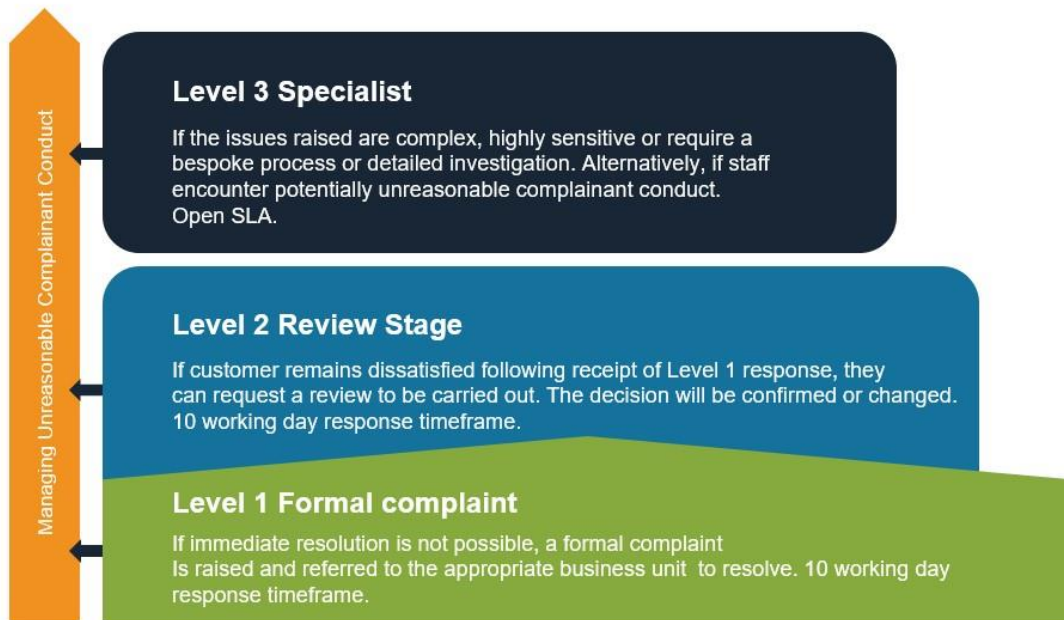 Managing Unreasonable Complainant Conduct
Level 3 Specialist
If the issues raised are complex, highly sensitive or require a
bespoke process or detailed investigation. Alternatively, if staff
encounter potentially unreasonable complainant conduct.
Open SLA.
Level 2 Review Stage
If customer remains dissatisfied following receipt of Level 1 response, they
can request a review to be carried out. The decision will be confirmed or changed.
10 working day response timeframe.
Level 1 Formal complaint
If immediate resolution is not possible, a formal complaint
Is raised and referred to the appropriate business unit  to resolve. 10 working day
response timeframe.